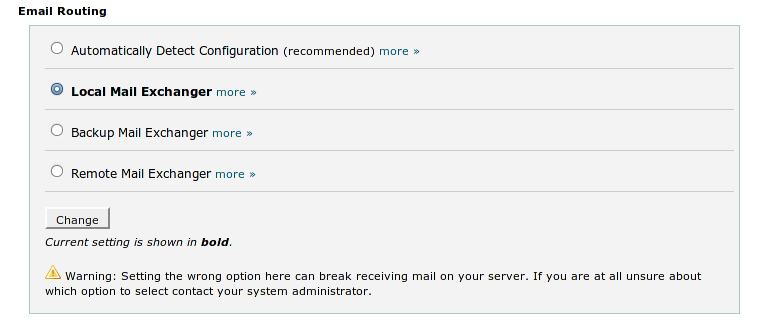 Email Routing
Automatically Detect Configuration (recommended) more »
Local Mail Exchanger more »
Backup Mail Exchanger more »
Remote Mail Exchanger more »
Change
Current setting is shown in bold.
Warning: Setting the wrong option here can break receiving mail on your server. If you are at all unsure about
which option to select contact your system administrator.